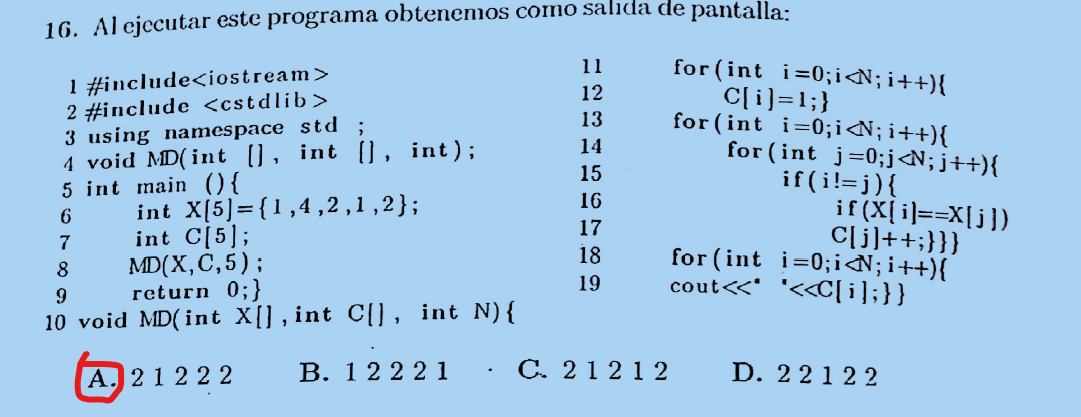 16. Al ejecutar este programa obtenemos como salida de pantalla:
1 #include<iostream>
2 #include <cstdlib>
3 using namespace std ;
4 void MD(int [], int [], int);
5 int main (){
6 int X[5]={1,4,2,1,2};
7 int C[5];
8 MD(X,C,5);
9 return 0;}
10 void MD(int X[],int C[], int N){
11 for(int i=0;i<N;i++){
12 C[i]=1;}
13 for(int i=0;i<N;i++){
14 for(int j=0;j<N;j++){
15 if(i!=j){
16 if(X[i]==X[j])
17 C[j]++;}}}
18 for(int i=0;i<N;i++){
19 cout<<" "<<C[i];}}
A. 2 1 2 2 2 B. 1 2 2 2 1 C. 2 1 2 1 2 D. 2 2 1 2 2